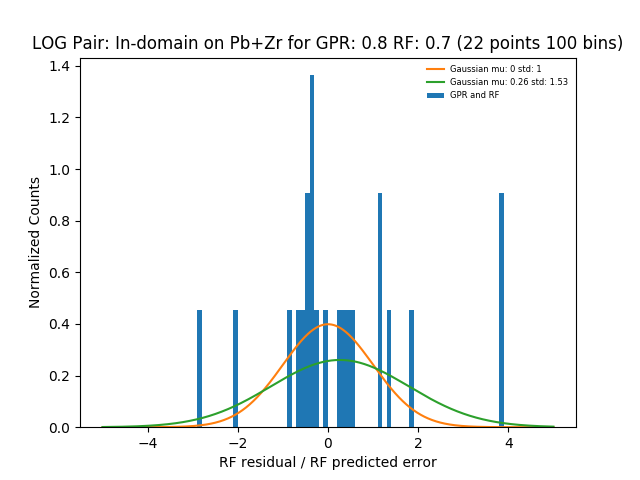 LOG Pair: In-domain on Pb+Zr for GPR: 0.8 RF: 0.7 (22 points 100 bins)
Gaussian mu: 0 std: 1
Gaussian mu: 0.26 std: 1.53
GPR and RF
Normalized Counts
1.4
1.2
1.0
0.8
0.6
0.4
0.2
0.0
−4 −2 0 2 4
RF residual / RF predicted error